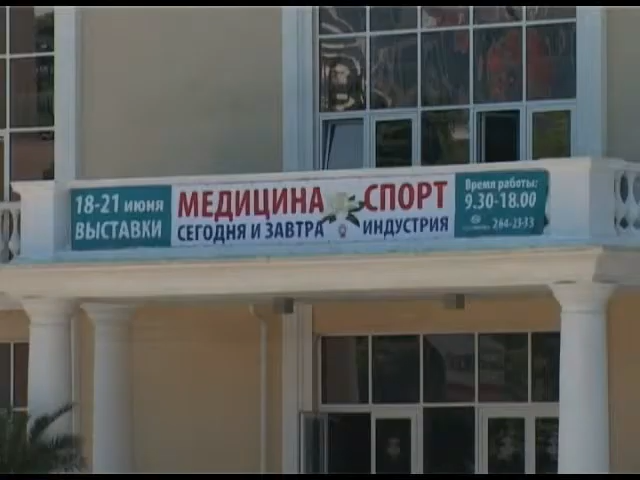 18-21 июня
ВЫСТАВКИ
МЕДИЦИНА
СЕГОДНЯ И ЗАВТРА
СПОРТ
ИНДУСТРИЯ
Время работы:
9.30-18.00
264-23-33